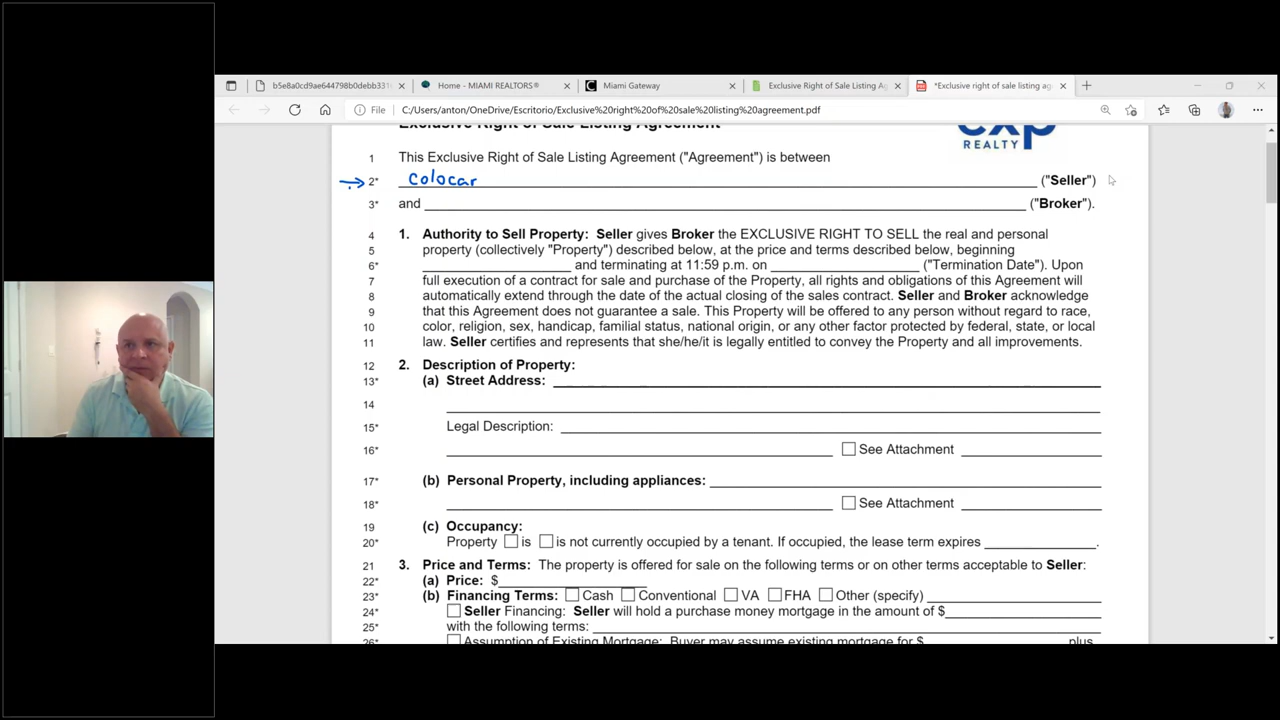 b5e8a0cd9ae644798b0debb331
Home - MIAMI REALTORS®
Miami Gateway
Exclusive Right of Sale Listing Ag
*Exclusive right of sale listing ag
File
C:/Users/anton/OneDrive/Escritorio/Exclusive%20right%20of%20sale%20listing%20agreement.pdf
Exclusive Right of Sale Listing Agreement
exp
REALTY
1 This Exclusive Right of Sale Listing Agreement ("Agreement") is between
2* Colocar ("Seller")
3* and ("Broker").
4 1. Authority to Sell Property: Seller gives Broker the EXCLUSIVE RIGHT TO SELL the real and personal
5 property (collectively "Property") described below, at the price and terms described below, beginning
6* and terminating at 11:59 p.m. on ("Termination Date"). Upon
7 full execution of a contract for sale and purchase of the Property, all rights and obligations of this Agreement will
8 automatically extend through the date of the actual closing of the sales contract. Seller and Broker acknowledge
9 that this Agreement does not guarantee a sale. This Property will be offered to any person without regard to race,
10 color, religion, sex, handicap, familial status, national origin, or any other factor protected by federal, state, or local
11 law. Seller certifies and represents that she/he/it is legally entitled to convey the Property and all improvements.
12 2. Description of Property:
13* (a) Street Address:
14
15* Legal Description:
16* See Attachment
17* (b) Personal Property, including appliances:
18* See Attachment
19 (c) Occupancy:
20* Property is is not currently occupied by a tenant. If occupied, the lease term expires .
21 3. Price and Terms: The property is offered for sale on the following terms or on other terms acceptable to Seller:
22* (a) Price: $
23* (b) Financing Terms: Cash Conventional VA FHA Other (specify)
24* Seller Financing: Seller will hold a purchase money mortgage in the amount of $
25* with the following terms:
26* Assumption of Existing Mortgage: Buyer may assume existing mortgage for $ plus